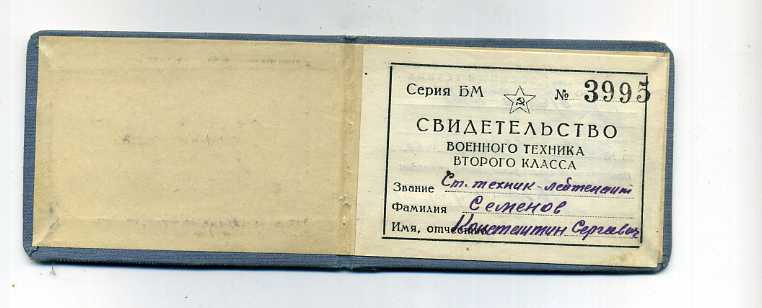 Серия БМ № 3995
СВИДЕТЕЛЬСТВО
ВОЕННОГО ТЕХНИКА
ВТОРОГО КЛАССА
Звание Ст. техник-лейтенант
Фамилия Семенов
Имя, отчество Константин Сергеевич